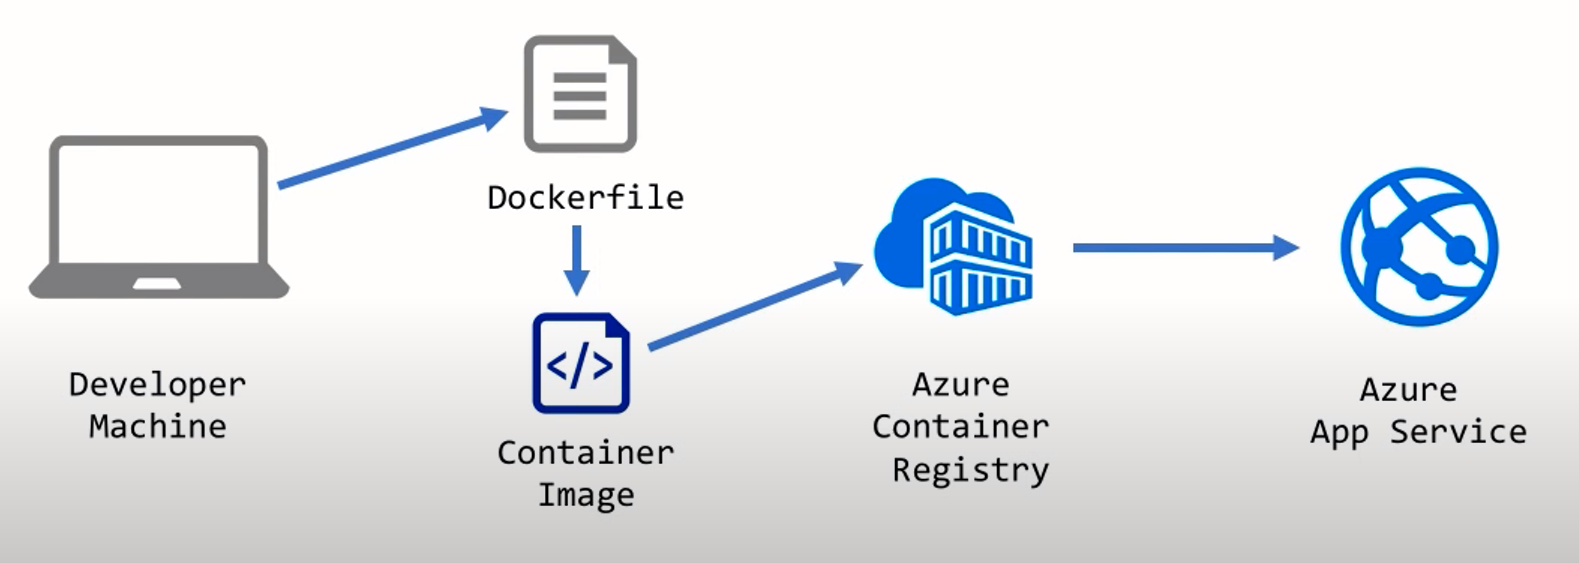 Dockerfile
</>
Developer
Machine
Container
Image
Azure
Container
Registry
Azure
App Service